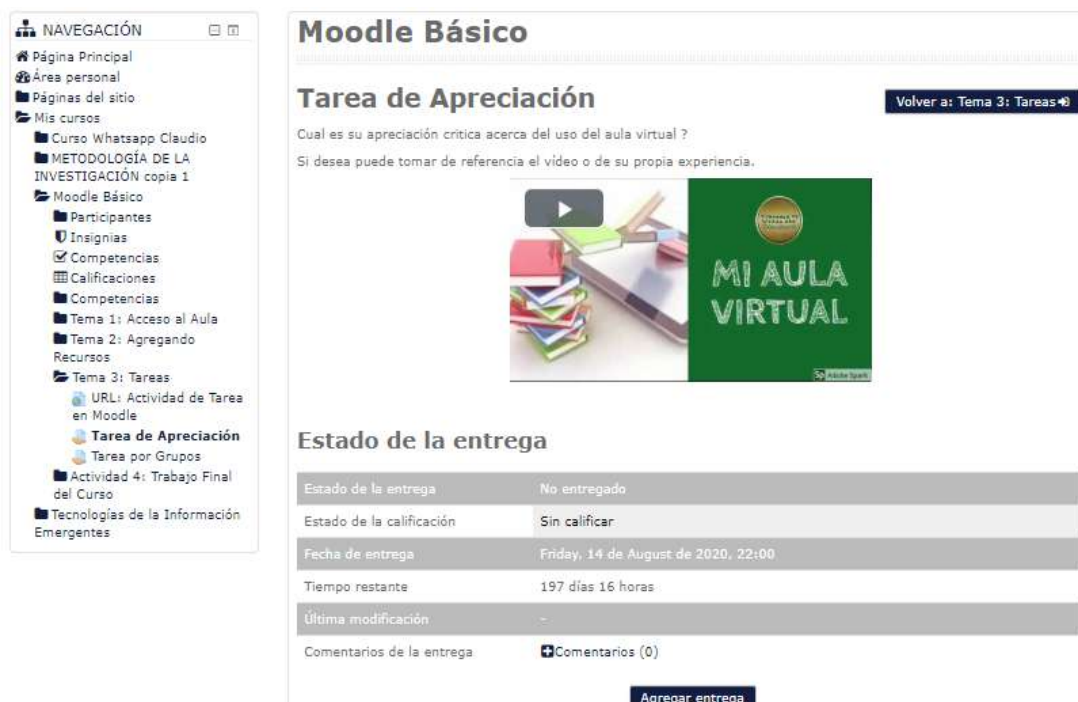 NAVEGACIÓN
Página Principal
Área personal
Páginas del sitio
Mis cursos
Curso Whatsapp Claudio
METODOLOGÍA DE LA
INVESTIGACIÓN copia 1
Moodle Básico
Participantes
Insignias
Competencias
Calificaciones
Competencias
Tema 1: Acceso al Aula
Tema 2: Agregando
Recursos
Tema 3: Tareas
URL: Actividad de Tarea
en Moodle
Tarea de Apreciación
Tarea por Grupos
Actividad 4: Trabajo Final
del Curso
Tecnologías de la Información
Emergentes
Moodle Básico
Tarea de Apreciación
Volver a: Tema 3: Tareas
Cual es su apreciación critica acerca del uso del aula virtual ?
Si desea puede tomar de referencia el vídeo o de su propia experiencia.
MI AULA
VIRTUAL
Sp Adobe Spark
Estado de la entrega
Estado de la entrega No entregado
Estado de la calificación Sin calificar
Fecha de entrega Friday, 14 de August de 2020, 22:00
Tiempo restante 197 días 16 horas
Última modificación -
Comentarios de la entrega Comentarios (0)
Agregar entrega